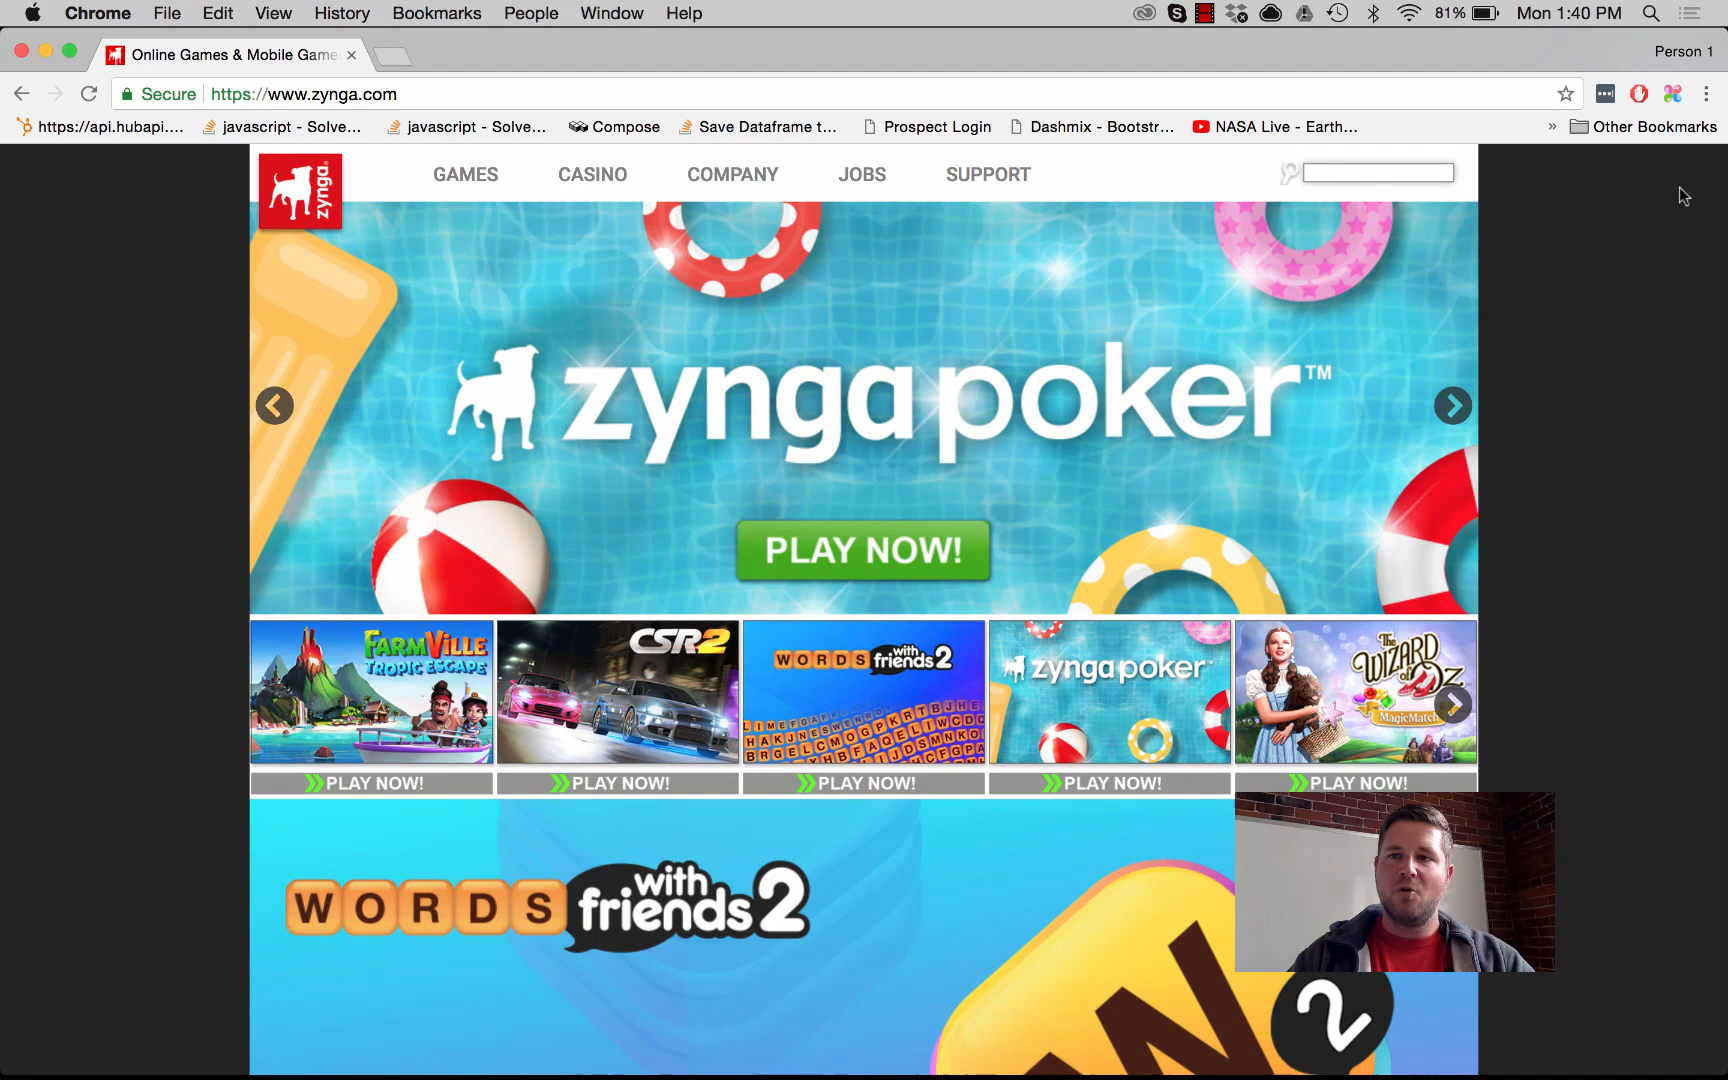 Chrome File Edit View History Bookmarks People Window Help 81% Mon 1:40 PM
Online Games & Mobile Game Person 1
Secure https://www.zynga.com
https://api.hubapi.... javascript - Solve... javascript - Solve... Compose Save Dataframe t... Prospect Login Dashmix - Bootstr... NASA Live - Earth... » Other Bookmarks
zynga GAMES CASINO COMPANY JOBS SUPPORT
zyngapoker™
PLAY NOW!
FARMVILLE
TROPIC ESCAPE
CSR2
WORDS with friends 2
zyngapoker
The WIZARD of OZ
Magic Match
PLAY NOW! PLAY NOW! PLAY NOW! PLAY NOW! PLAY NOW!
WORDS with friends 2
W
2